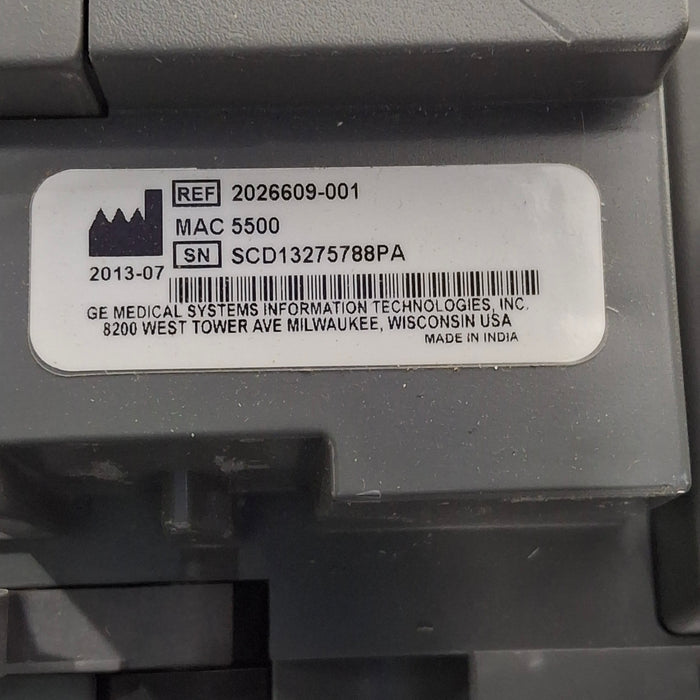 REF 2026609-001
MAC 5500
SN SCD13275788PA
2013-07
GE MEDICAL SYSTEMS INFORMATION TECHNOLOGIES, INC.
8200 WEST TOWER AVE MILWAUKEE, WISCONSIN USA
MADE IN INDIA